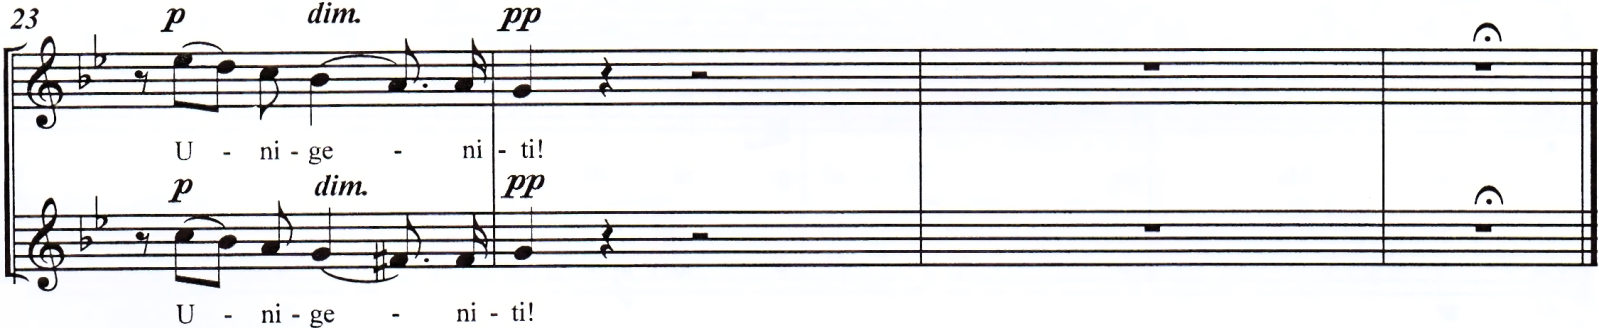 23 p dim. pp
U - ni - ge - ni - ti!
p dim. pp
U - ni - ge - ni - ti!